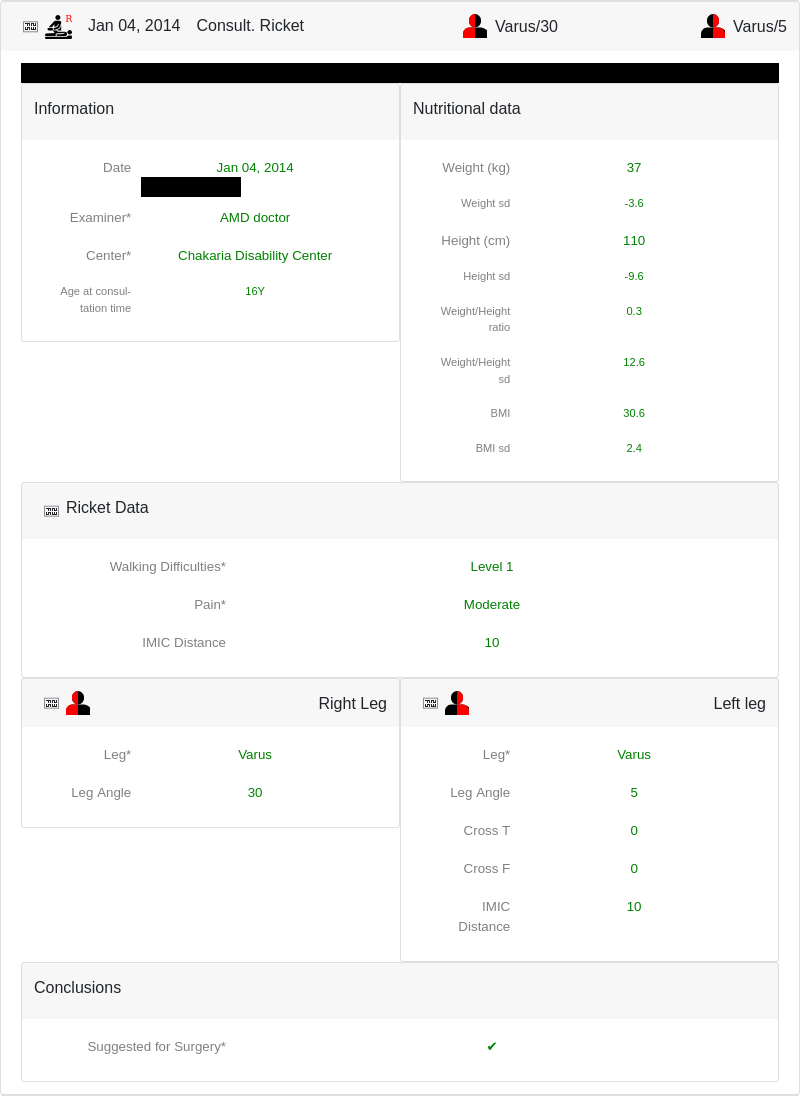 R
Jan 04, 2014 Consult. Ricket Varus/30 Varus/5
Information
Date Jan 04, 2014
Examiner* AMD doctor
Center* Chakaria Disability Center
Age at consul-
tation time 16Y
Nutritional data
Weight (kg) 37
Weight sd -3.6
Height (cm) 110
Height sd -9.6
Weight/Height
ratio 0.3
Weight/Height
sd 12.6
BMI 30.6
BMI sd 2.4
Ricket Data
Walking Difficulties* Level 1
Pain* Moderate
IMIC Distance 10
Right Leg
Leg* Varus
Leg Angle 30
Left leg
Leg* Varus
Leg Angle 5
Cross T 0
Cross F 0
IMIC
Distance 10
Conclusions
Suggested for Surgery* ✔